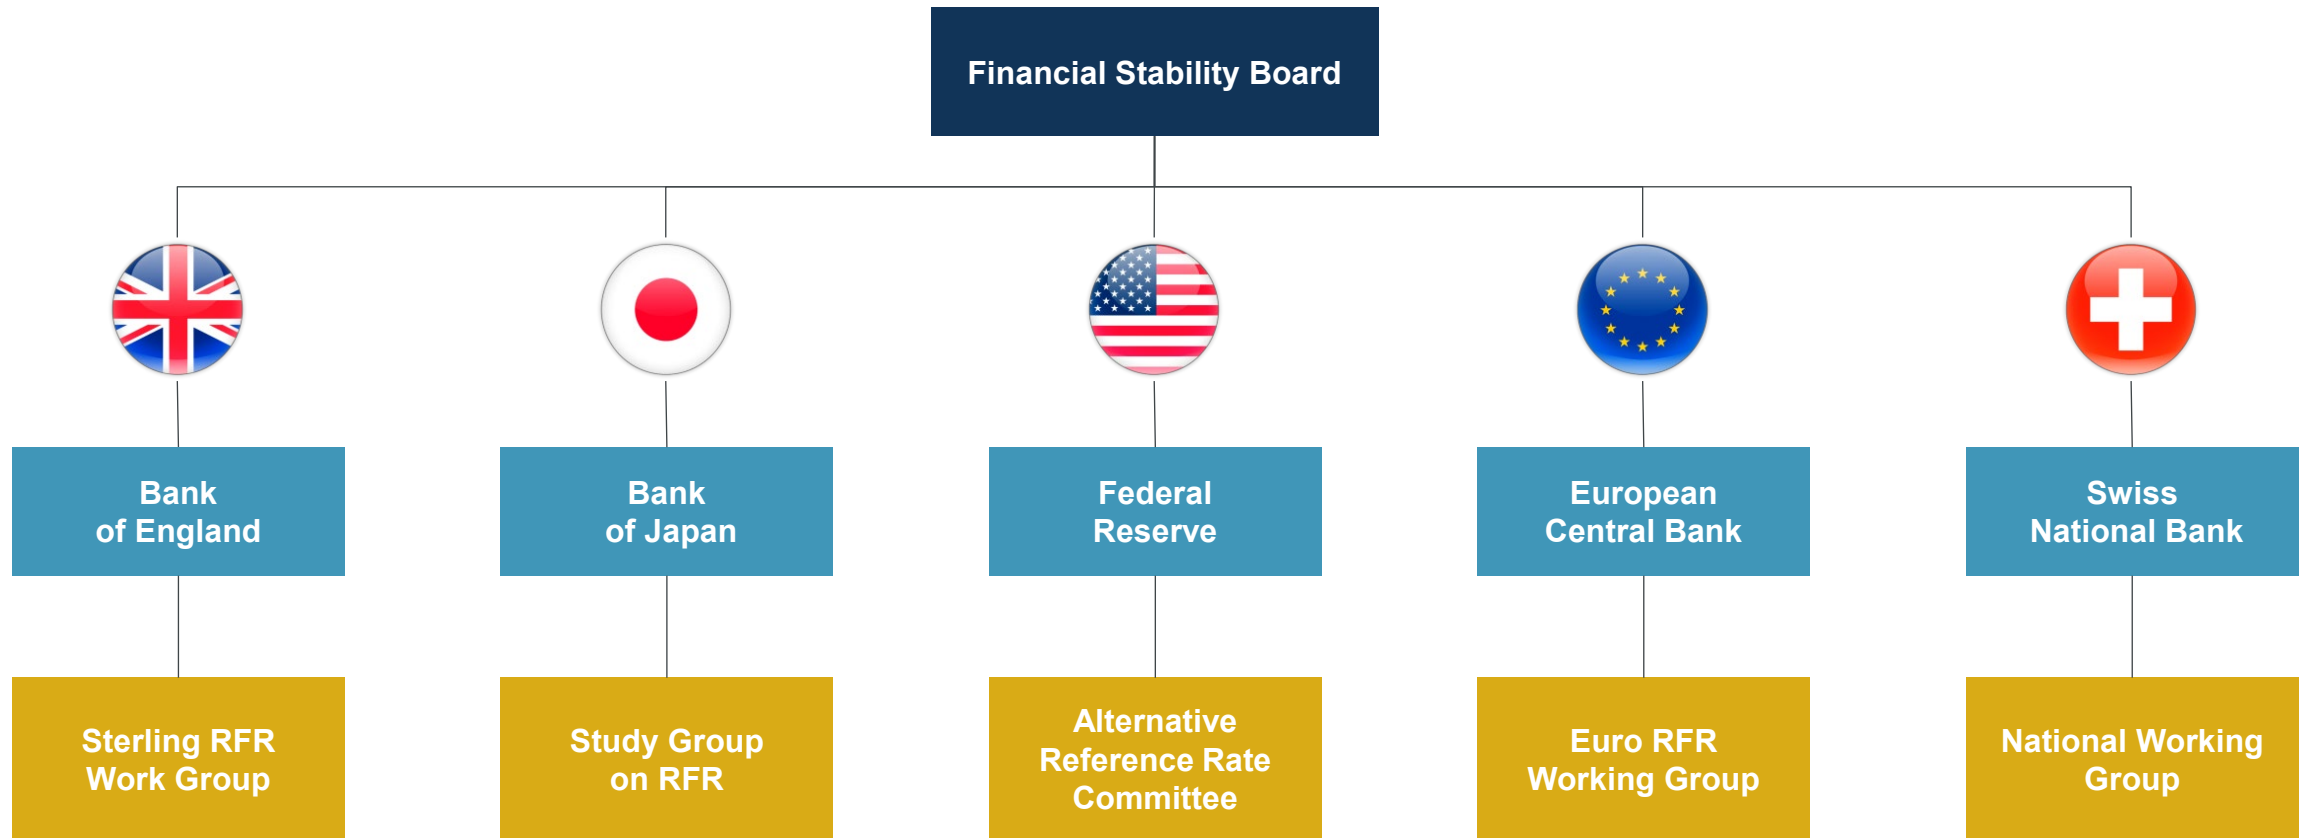 Financial Stability Board
Bank
of England
Bank
of Japan
Federal
Reserve
European
Central Bank
Swiss
National Bank
Sterling RFR
Work Group
Study Group
on RFR
Alternative
Reference Rate
Committee
Euro RFR
Working Group
National Working
Group